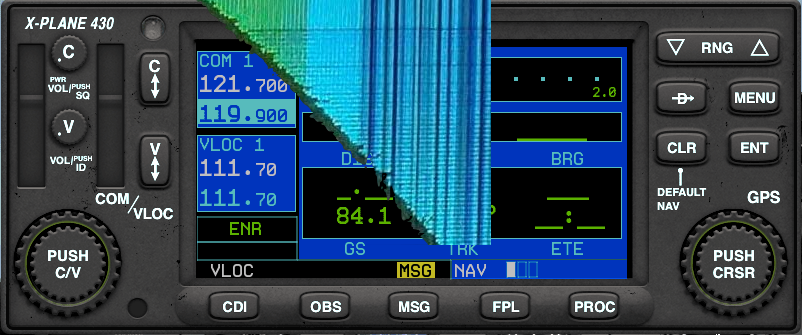 X-PLANE 430
.C
PWR
VOL/PUSH
SQ
C
.V
VOL/PUSH
ID
V
COM/VLOC
PUSH
C/V
COM 1
121.700
119.900
VLOC 1
111.70
111.70
ENR
VLOC
MSG
NAV
2.0
BRG
84.1
GS
TRK
ETE
_:_
CDI
OBS
MSG
FPL
PROC
RNG
D
MENU
CLR
ENT
DEFAULT
NAV
GPS
PUSH
CRSR